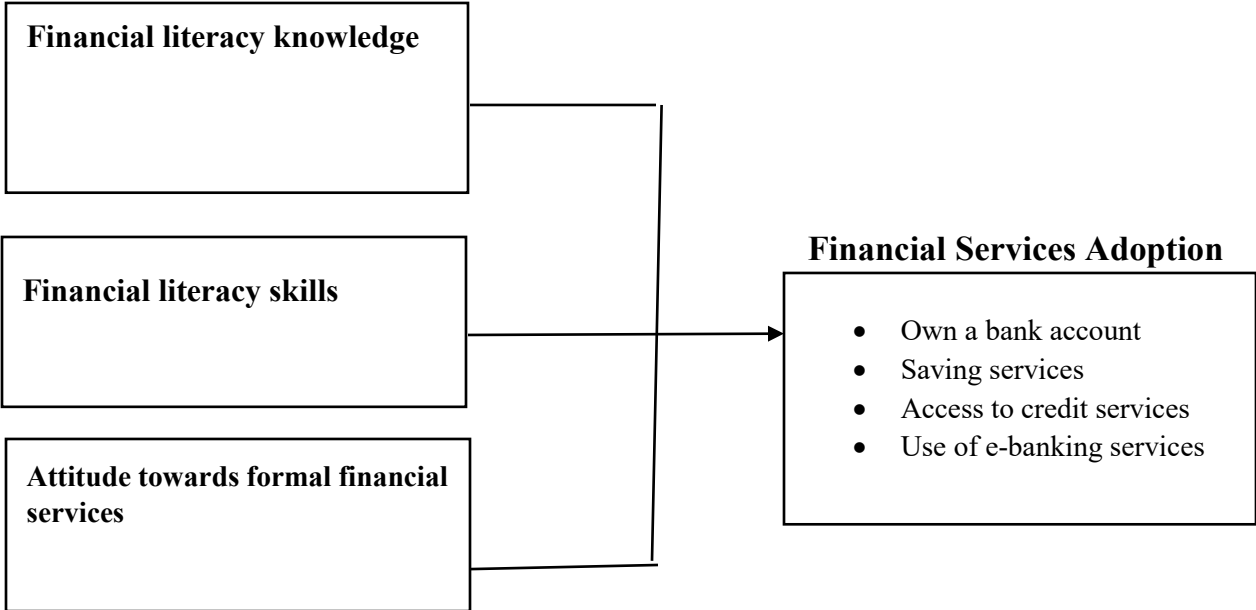 Financial literacy knowledge
Financial literacy skills
Attitude towards formal financial
services
Financial Services Adoption
• Own a bank account
• Saving services
• Access to credit services
• Use of e-banking services